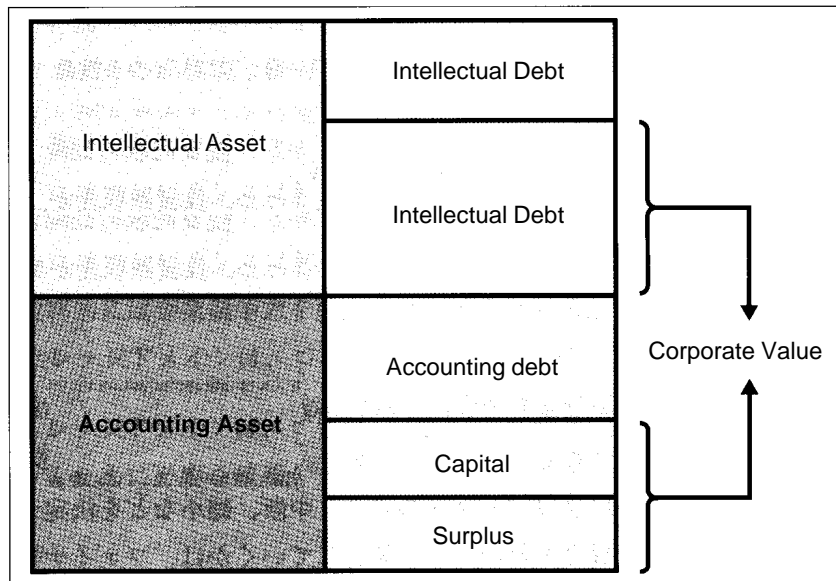 Intellectual Debt
Intellectual Asset
Intellectual Debt
Accounting debt
Corporate Value
Accounting Asset
Capital
Surplus